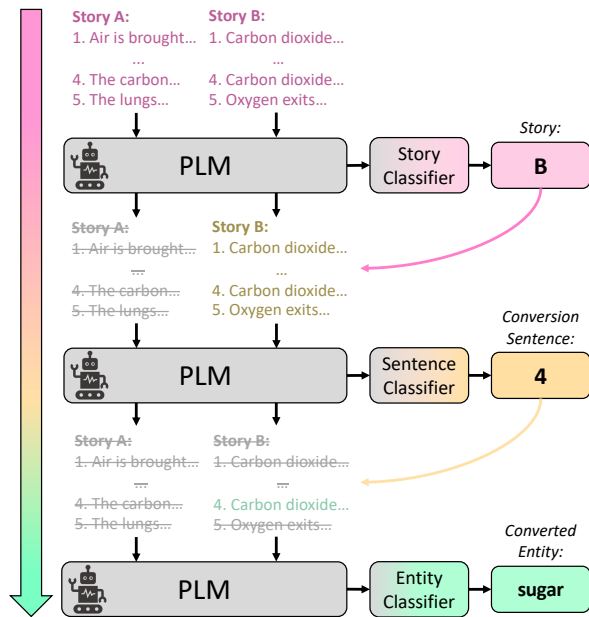 Story A: Story B:
1. Air is brought... 1. Carbon dioxide...
... ...
4. The carbon... 4. Carbon dioxide...
5. The lungs... 5. Oxygen exits...
Story:
PLM
Story
Classifier
B
Story A: Story B:
1. Air is brought... 1. Carbon dioxide...
... ...
4. The carbon... 4. Carbon dioxide...
5. The lungs... 5. Oxygen exits...
Conversion
Sentence:
PLM
Sentence
Classifier
4
Story A: Story B:
1. Air is brought... 1. Carbon dioxide...
... ...
4. The carbon... 4. Carbon dioxide...
5. The lungs... 5. Oxygen exits...
Converted
Entity:
PLM
Entity
Classifier
sugar